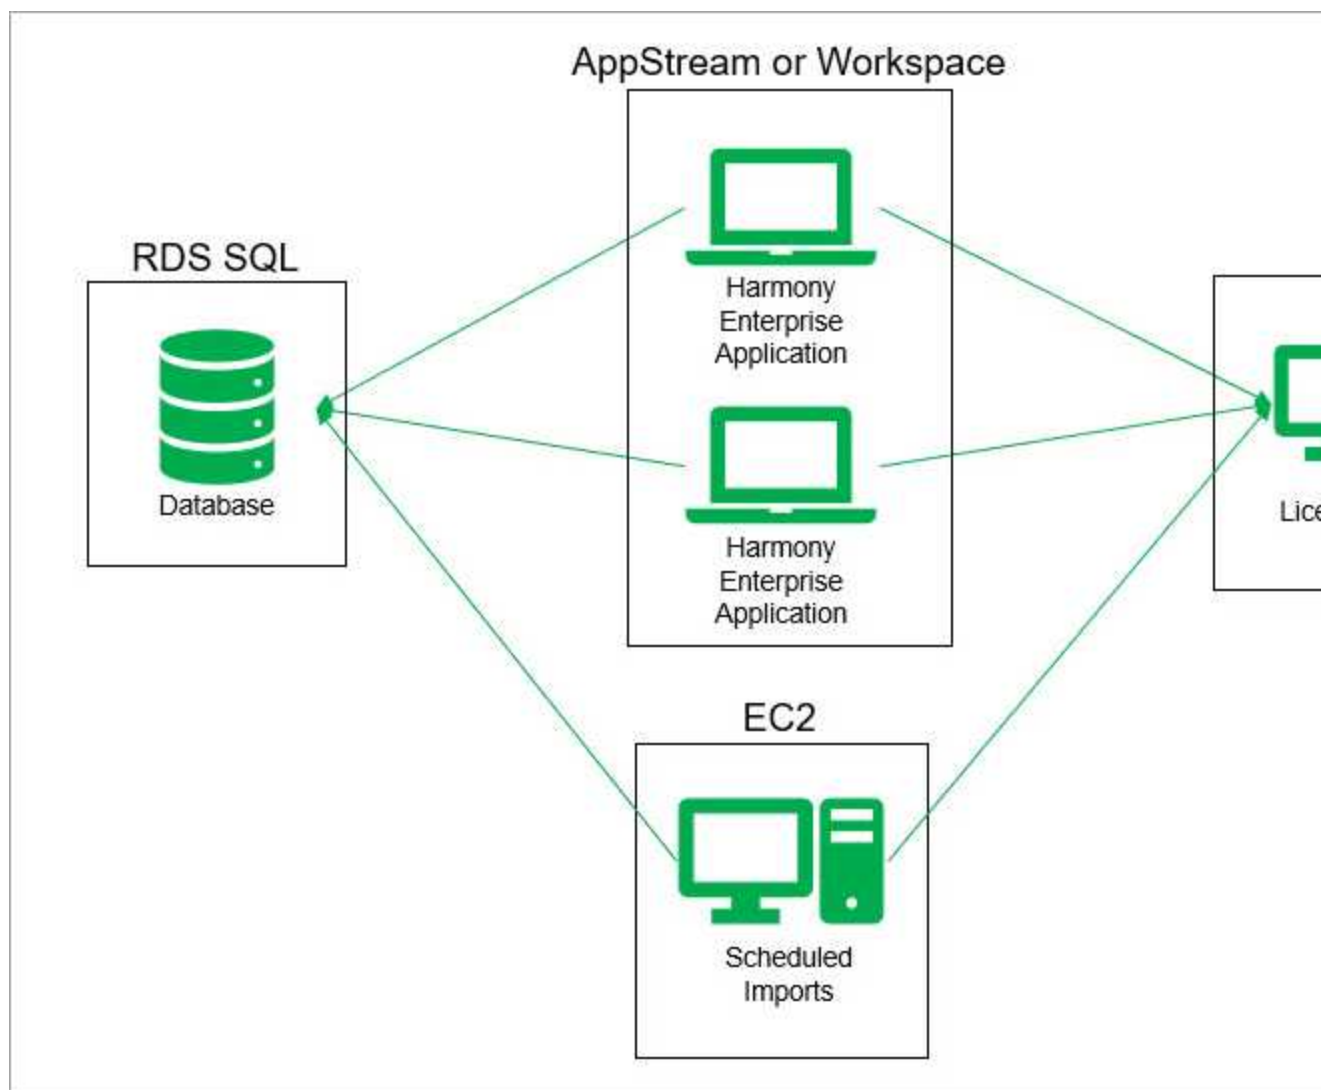 AppStream or Workspace
RDS SQL
Harmony
Enterprise
Application
Database
Harmony
Enterprise
Application
EC2
Scheduled
Imports